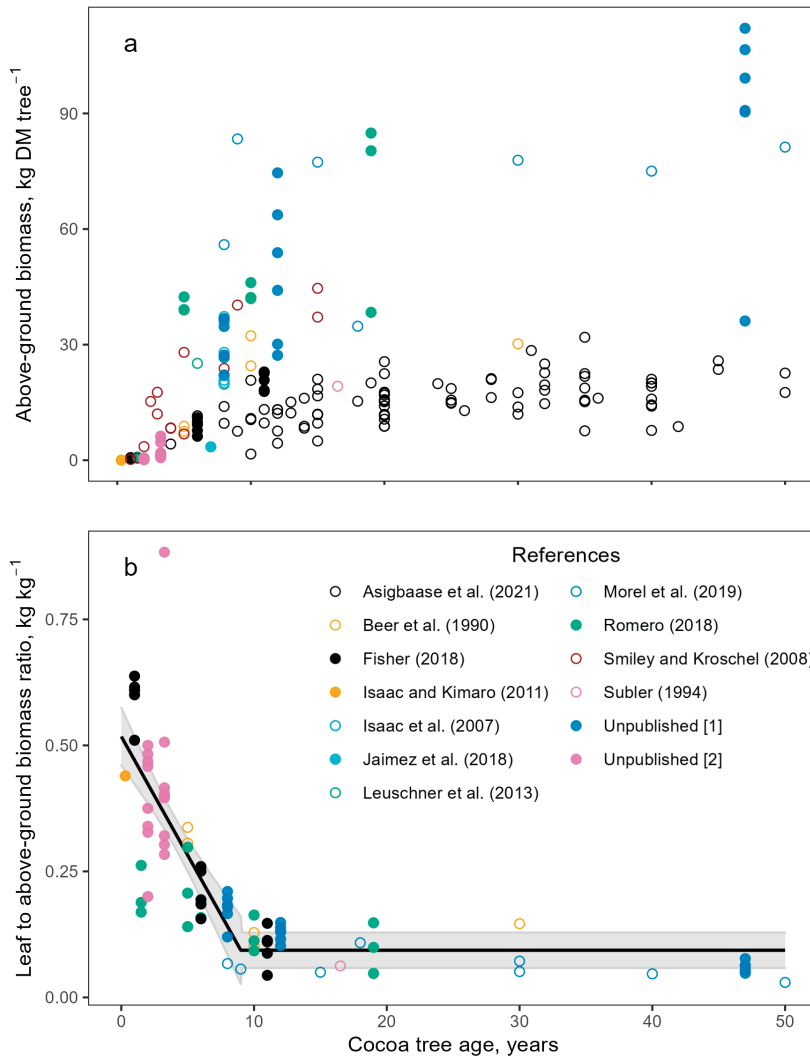 a
Above-ground biomass, kg DM tree⁻¹
90
60
30
0
b
Leaf to above-ground biomass ratio, kg kg⁻¹
0.75
0.50
0.25
0.00
References
Asigbaase et al. (2021)
Beer et al. (1990)
Fisher (2018)
Isaac and Kimaro (2011)
Isaac et al. (2007)
Jaimez et al. (2018)
Leuschner et al. (2013)
Morel et al. (2019)
Romero (2018)
Smiley and Kroschel (2008)
Subler (1994)
Unpublished [1]
Unpublished [2]
0 10 20 30 40 50
Cocoa tree age, years